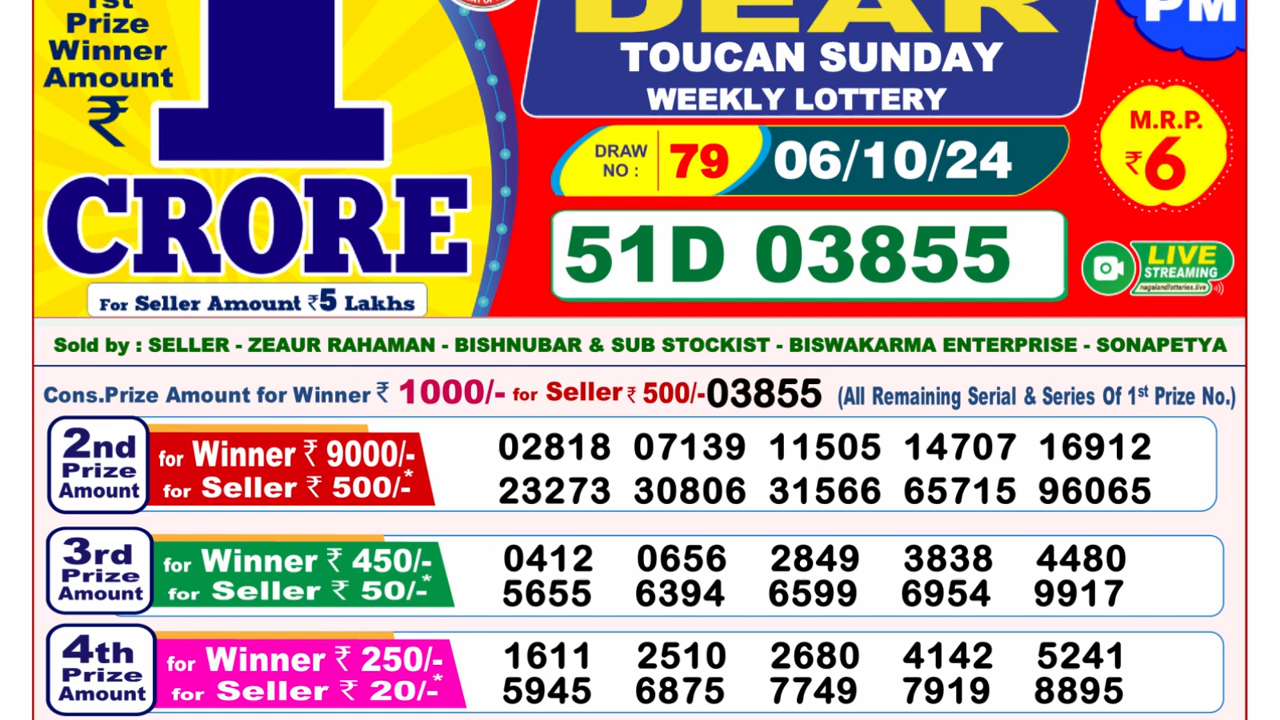 1st
Prize
Winner
Amount
₹
1
CRORE
For Seller Amount ₹5 Lakhs
DEAR
TOUCAN SUNDAY
WEEKLY LOTTERY
PM
DRAW NO : 79 06/10/24
M.R.P.
₹6
51D 03855
LIVE
STREAMING
nagalandlotteries.live
Sold by : SELLER - ZEAUR RAHAMAN - BISHNUBAR & SUB STOCKIST - BISWAKARMA ENTERPRISE - SONAPETYA
Cons.Prize Amount for Winner ₹ 1000/- for Seller ₹ 500/- 03855 (All Remaining Serial & Series Of 1st Prize No.)
2nd
Prize
Amount
for Winner ₹ 9000/-
for Seller ₹ 500/-*
02818 07139 11505 14707 16912
23273 30806 31566 65715 96065
3rd
Prize
Amount
for Winner ₹ 450/-
for Seller ₹ 50/-*
0412 0656 2849 3838 4480
5655 6394 6599 6954 9917
4th
Prize
Amount
for Winner ₹ 250/-
for Seller ₹ 20/-*
1611 2510 2680 4142 5241
5945 6875 7749 7919 8895